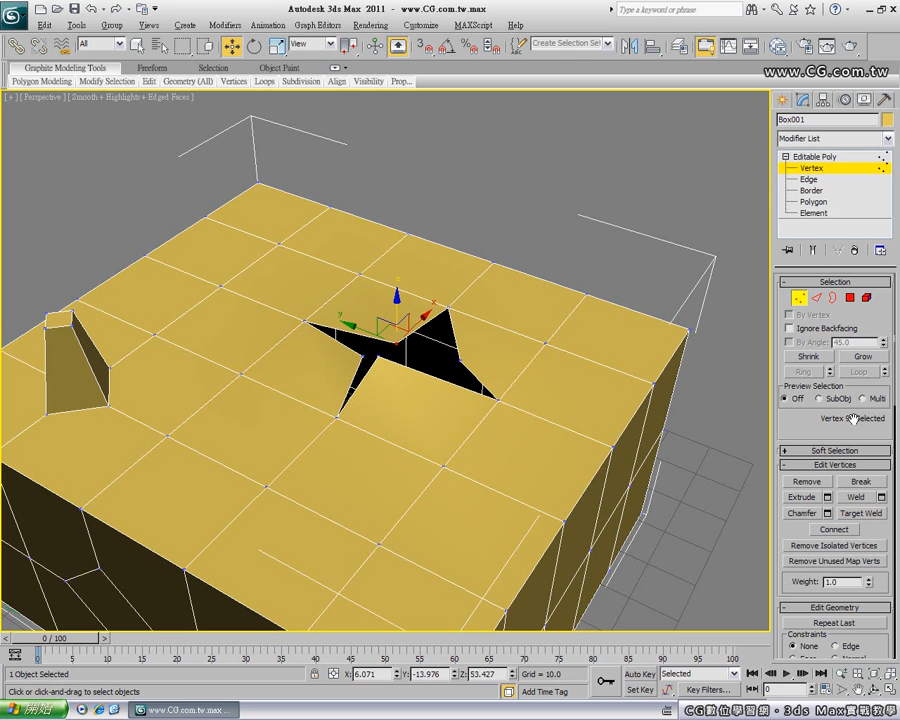 Autodesk 3ds Max 2011 - www.CG.com.tw.max
Type a keyword or phrase
Edit Tools Group Views Create Modifiers Animation Graph Editors Rendering Customize MAXScript Help
All View Create Selection Se
Graphite Modeling Tools Freeform Selection Object Paint
www.CG.com.tw
Polygon Modeling Modify Selection Edit Geometry (All) Vertices Loops Subdivision Align Visibility Prop...
[ + ] [ Perspective ] [ Smooth + Highlights + Edged Faces ]
Box001
Modifier List
Editable Poly
Vertex
Edge
Border
Polygon
Element
Selection
By Vertex
Ignore Backfacing
By Angle: 45.0
Shrink Grow
Ring Loop
Preview Selection
Off SubObj Multi
Soft Selection
Edit Vertices
Remove Break
Extrude Weld
Chamfer Target Weld
Connect
Remove Isolated Vertices
Remove Unused Map Verts
Weight: 1.0
Edit Geometry
Repeat Last
Constraints
None Edge
z
x
y
0 / 100
0 5 10 15 20 25 30 35 40 45 50 55 60 65 70 75 80 85 90 95 100
1 Object Selected X: 6.071 Y: -13.976 Z: 53.427 Grid = 10.0 Auto Key Selected
Click or click-and-drag to select objects Add Time Tag Set Key Key Filters... 0
開始 www.CG.com.tw.max ... CG數位學習網‧3ds Max實戰教學